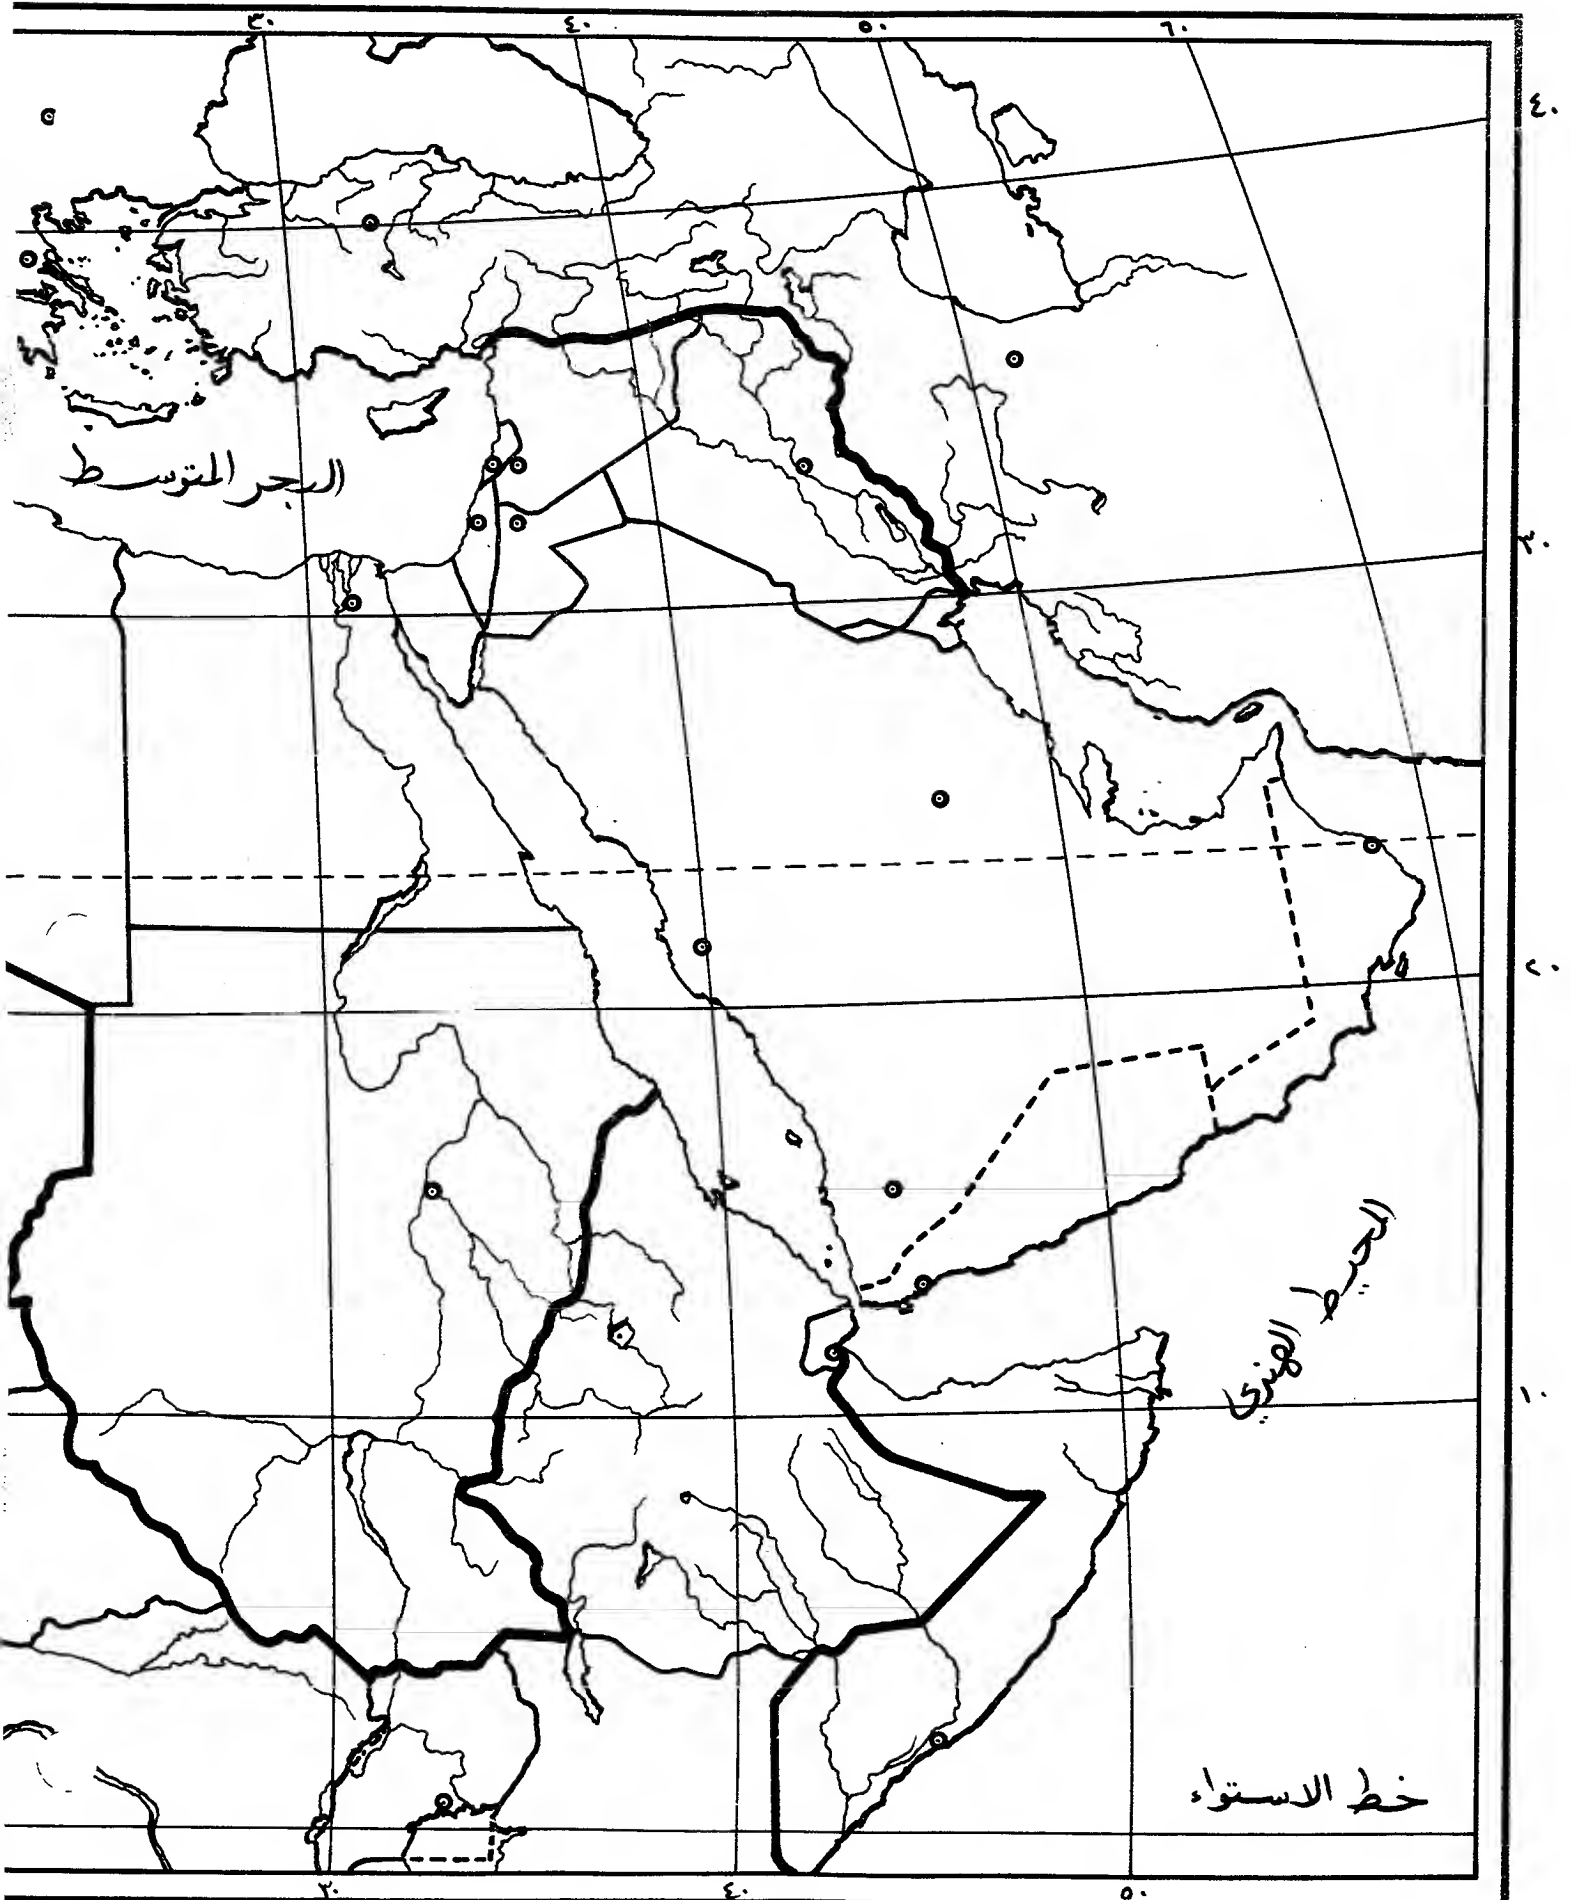 ٣٠
٤٠
٥٠
٦٠
٤٠
البحر المتوسط
٣٠
٢٠
المحيط
الهندي
١٠
خط الاستواء
٣٠
٤٠
٥٠